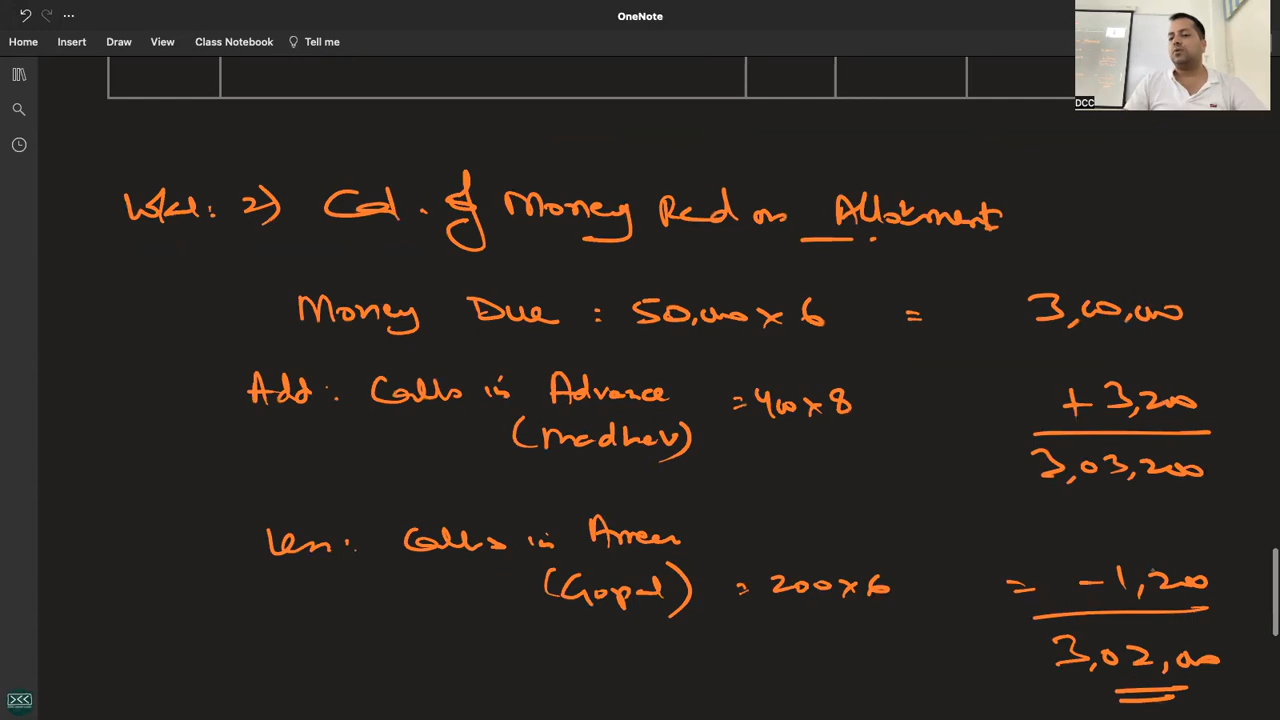 OneNote
Home Insert Draw View Class Notebook Tell me
DCC
W/N: 2) Cal. of Money Recd on Allotment
Money Due : 50,000 x 6 = 3,00,000
Add : Calls in Advance = 400 x 8 + 3,200
(Madhav)
3,03,200
Less : Calls in Arrear
(Gopal) = 200 x 6 = - 1,200
3,02,000